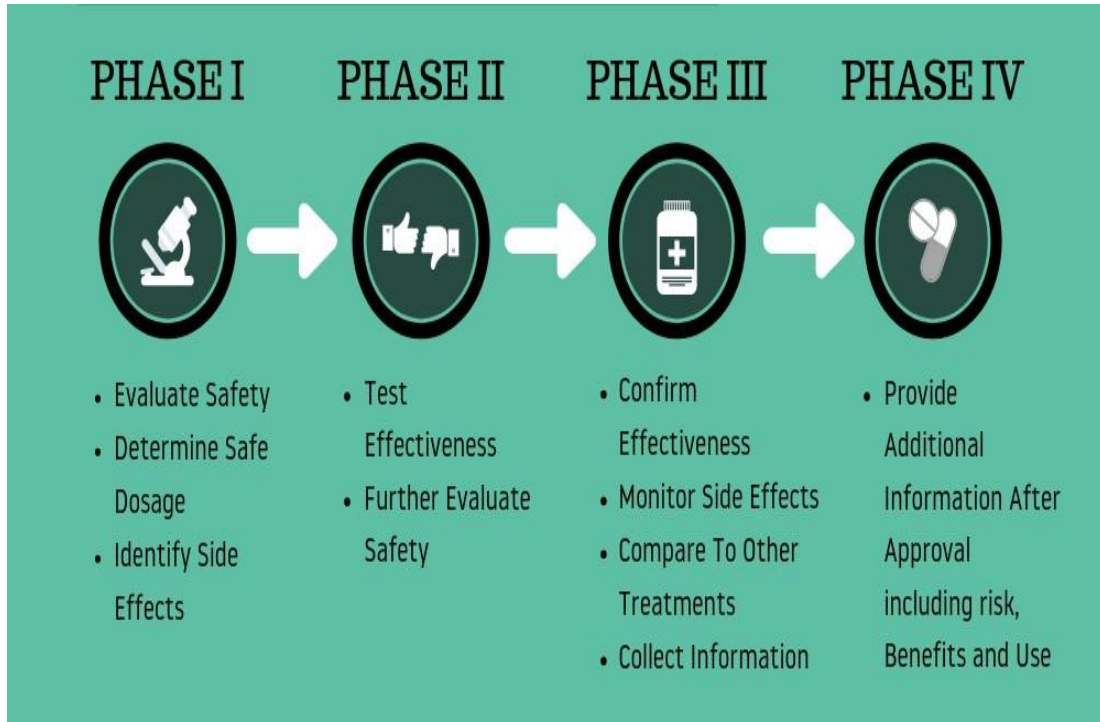 PHASE I
PHASE II
PHASE III
PHASE IV
• Evaluate Safety
• Determine Safe
Dosage
• Identify Side
Effects
• Test
Effectiveness
• Further Evaluate
Safety
• Confirm
Effectiveness
• Monitor Side Effects
• Compare To Other
Treatments
• Collect Information
• Provide
Additional
Information After
Approval
including risk,
Benefits and Use